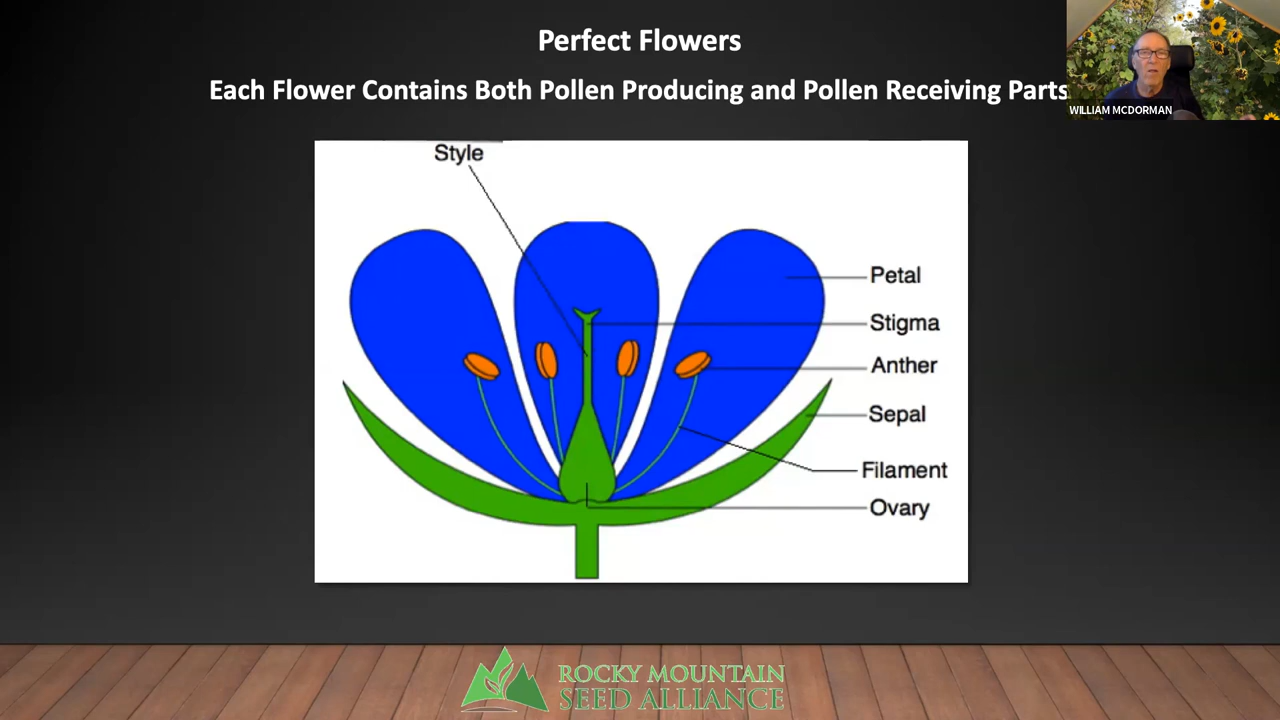 Perfect Flowers
Each Flower Contains Both Pollen Producing and Pollen Receiving Parts
WILLIAM MCDORMAN
Style
Petal
Stigma
Anther
Sepal
Filament
Ovary
ROCKY MOUNTAIN
SEED ALLIANCE